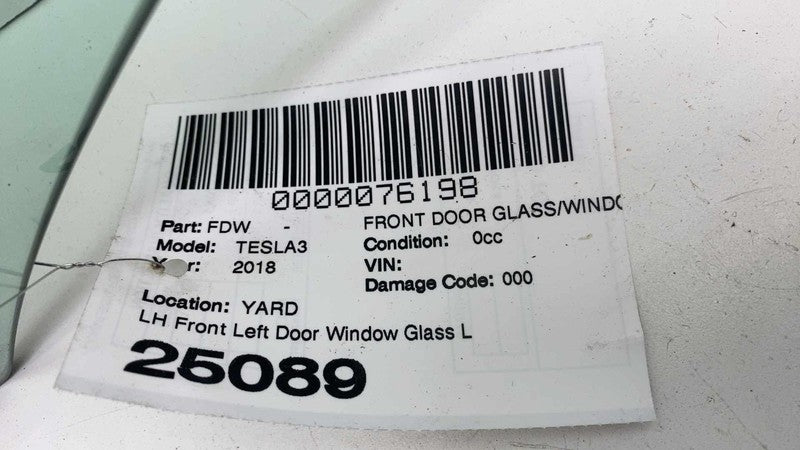 0000076198
Part: FDW - FRONT DOOR GLASS/WINDO
Model: TESLA3 Condition: 0cc
Year: 2018 VIN:
Damage Code: 000
Location: YARD
LH Front Left Door Window Glass L
25089